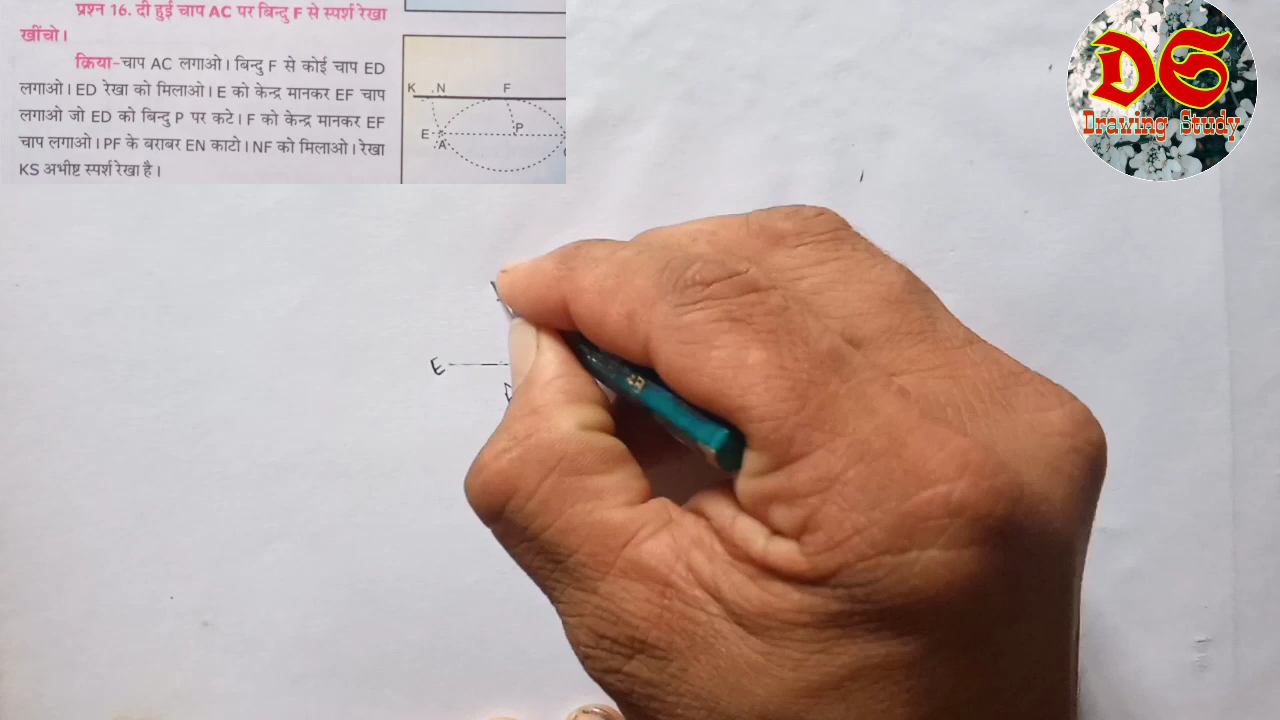 प्रश्न 16. दी हुई चाप AC पर बिन्दु F से स्पर्श रेखा
खींचो।
क्रिया-चाप AC लगाओ। बिन्दु F से कोई चाप ED
लगाओ। ED रेखा को मिलाओ। E को केन्द्र मानकर EF चाप
लगाओ जो ED को बिन्दु P पर काटे। F को केन्द्र मानकर EF
चाप लगाओ। PF के बराबर EN काटो। NF को मिलाओ। रेखा
KS अभीष्ट स्पर्श रेखा है।
K N F
E P
A
DS
Drawing Study
E